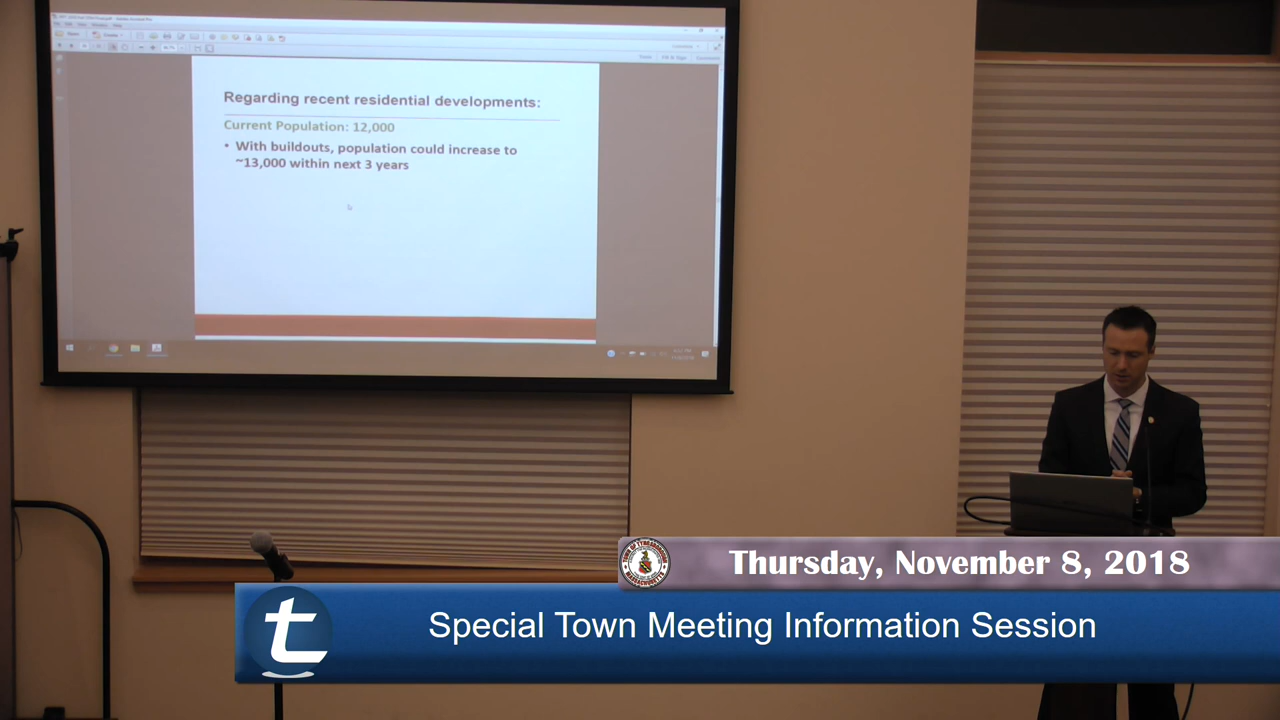 Regarding recent residential developments:
Current Population: 12,000
• With buildouts, population could increase to
~13,000 within next 3 years
Thursday, November 8, 2018
t
Special Town Meeting Information Session